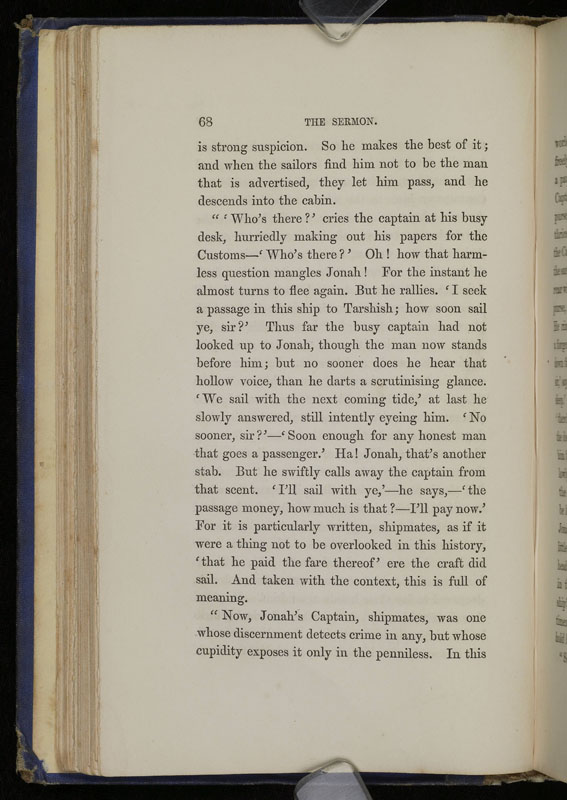 68 THE SERMON.
is strong suspicion. So he makes the best of it;
and when the sailors find him not to be the man
that is advertised, they let him pass, and he
descends into the cabin.
“ ‘ Who’s there ?’ cries the captain at his busy
desk, hurriedly making out his papers for the
Customs—‘ Who’s there ? ’ Oh ! how that harm-
less question mangles Jonah ! For the instant he
almost turns to flee again. But he rallies. ‘ I seek
a passage in this ship to Tarshish; how soon sail
ye, sir ?’ Thus far the busy captain had not
looked up to Jonah, though the man now stands
before him; but no sooner does he hear that
hollow voice, than he darts a scrutinising glance.
‘ We sail with the next coming tide,’ at last he
slowly answered, still intently eyeing him. ‘ No
sooner, sir ?’—‘ Soon enough for any honest man
that goes a passenger.’ Ha ! Jonah, that’s another
stab. But he swiftly calls away the captain from
that scent. ‘ I’ll sail with ye,’—he says,—‘ the
passage money, how much is that ?—I’ll pay now.’
For it is particularly written, shipmates, as if it
were a thing not to be overlooked in this history,
‘ that he paid the fare thereof ’ ere the craft did
sail. And taken with the context, this is full of
meaning.
“ Now, Jonah’s Captain, shipmates, was one
whose discernment detects crime in any, but whose
cupidity exposes it only in the penniless. In this